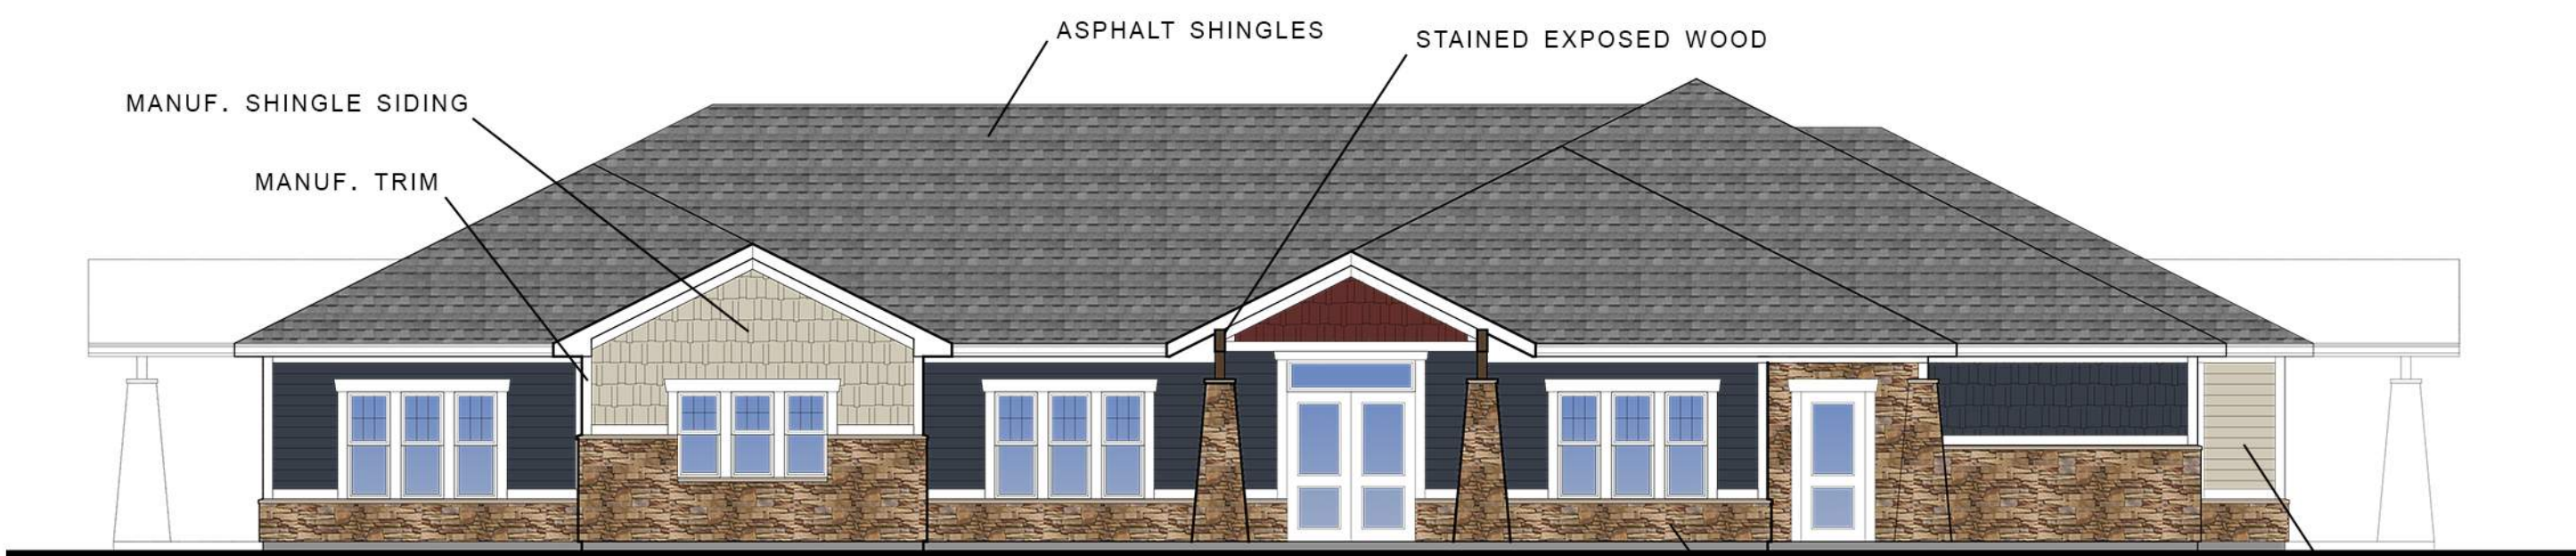 ASPHALT SHINGLES
STAINED EXPOSED WOOD
MANUF. SHINGLE SIDING
MANUF. TRIM